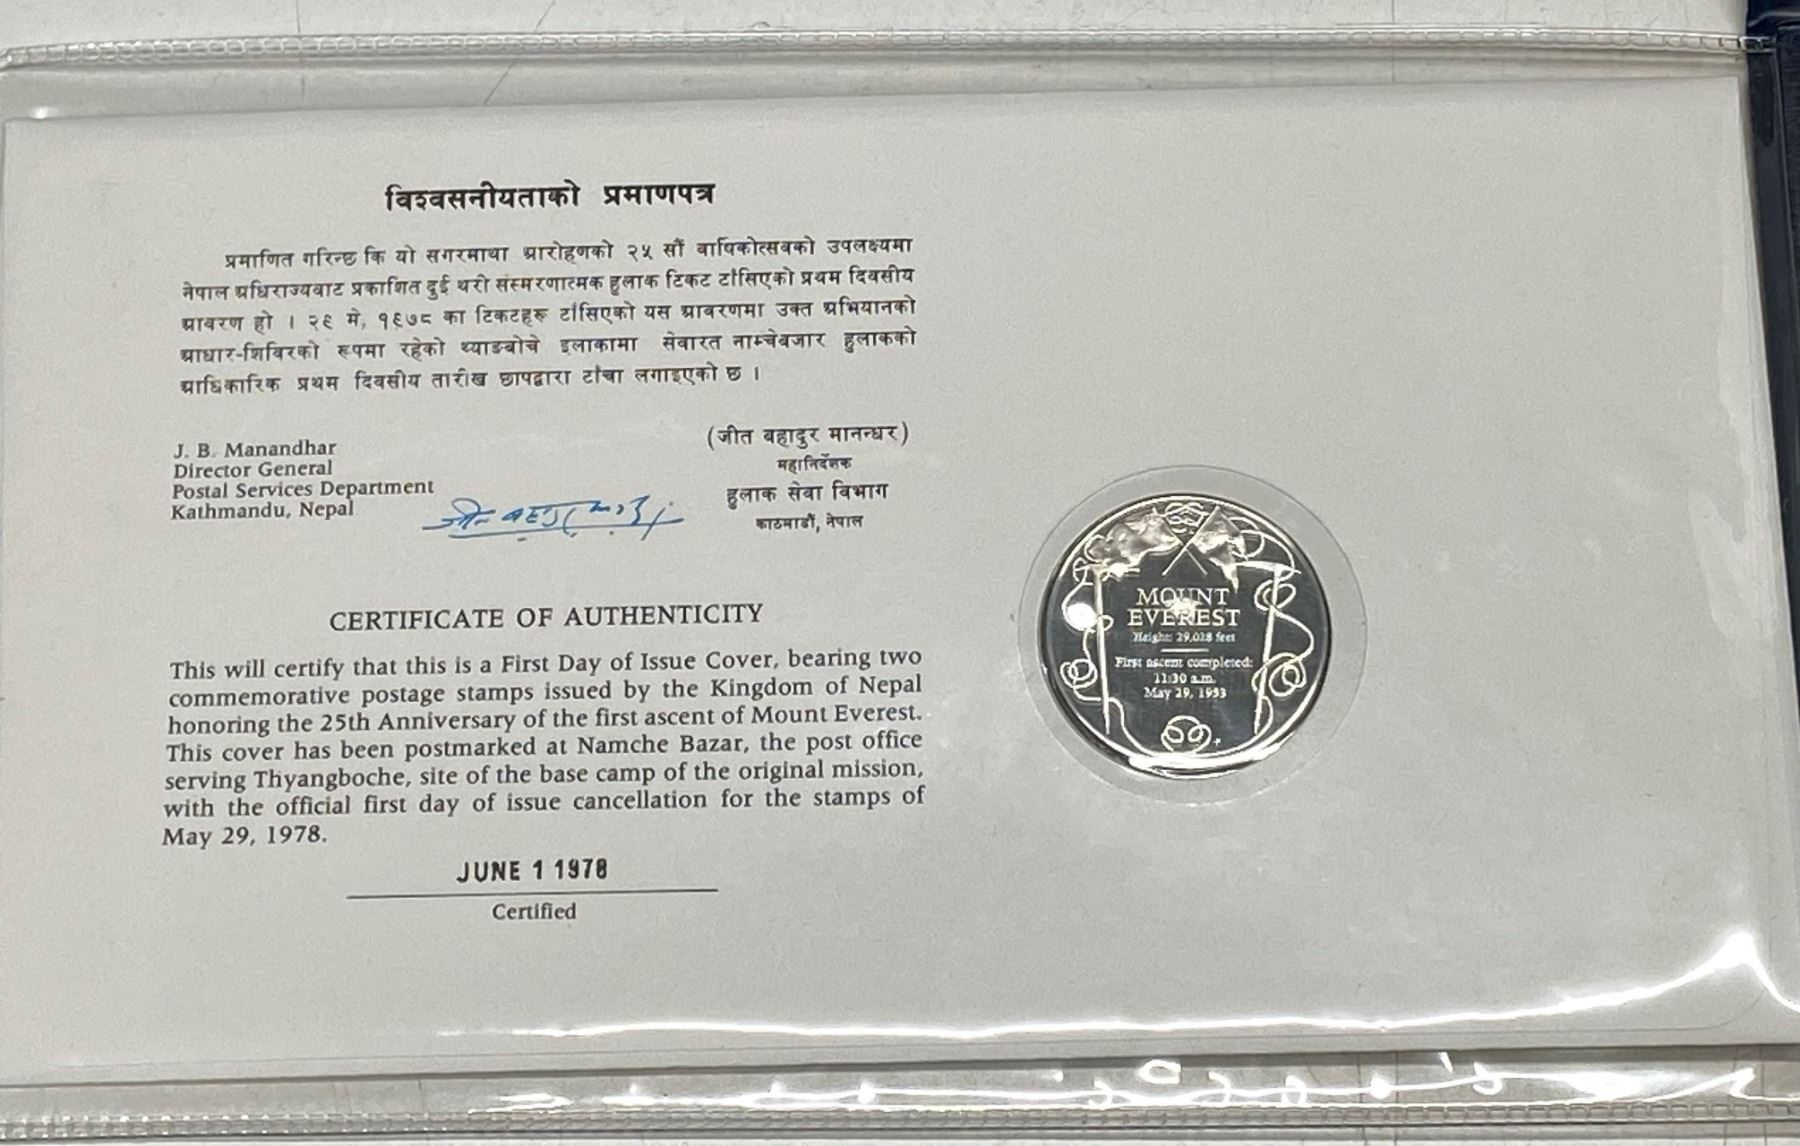 विश्वसनीयताको प्रमाणपत्र
प्रमाणित गरिन्छ कि यो सगरमाथा आरोहणको २५ सौं वार्षिकोत्सवको उपलक्ष्यमा
नेपाल अधिराज्यबाट प्रकाशित दुई थरी संस्मरणात्मक हुलाक टिकट टाँसिएको प्रथम दिवसीय
आवरण हो । २९ मे, १९७८ का टिकटहरू टाँसिएको यस आवरणमा उक्त अभियानको
आधार-शिविरको रूपमा रहेको थ्याङबोचे इलाकामा सेवारत नाम्चेबजार हुलाकको
आधिकारिक प्रथम दिवसीय तारीख छापद्वारा टाँचा लगाइएको छ ।
J. B. Manandhar
Director General
Postal Services Department
Kathmandu, Nepal
(जीत बहादुर मानन्धर)
महानिर्देशक
हुलाक सेवा विभाग
काठमाडौं, नेपाल
CERTIFICATE OF AUTHENTICITY
This will certify that this is a First Day of Issue Cover, bearing two
commemorative postage stamps issued by the Kingdom of Nepal
honoring the 25th Anniversary of the first ascent of Mount Everest.
This cover has been postmarked at Namche Bazar, the post office
serving Thyangboche, site of the base camp of the original mission,
with the official first day of issue cancellation for the stamps of
May 29, 1978.
JUNE 1 1978
Certified
MOUNT
EVEREST
Height: 29,028 feet
First ascent completed:
11:30 a.m.
May 29, 1953